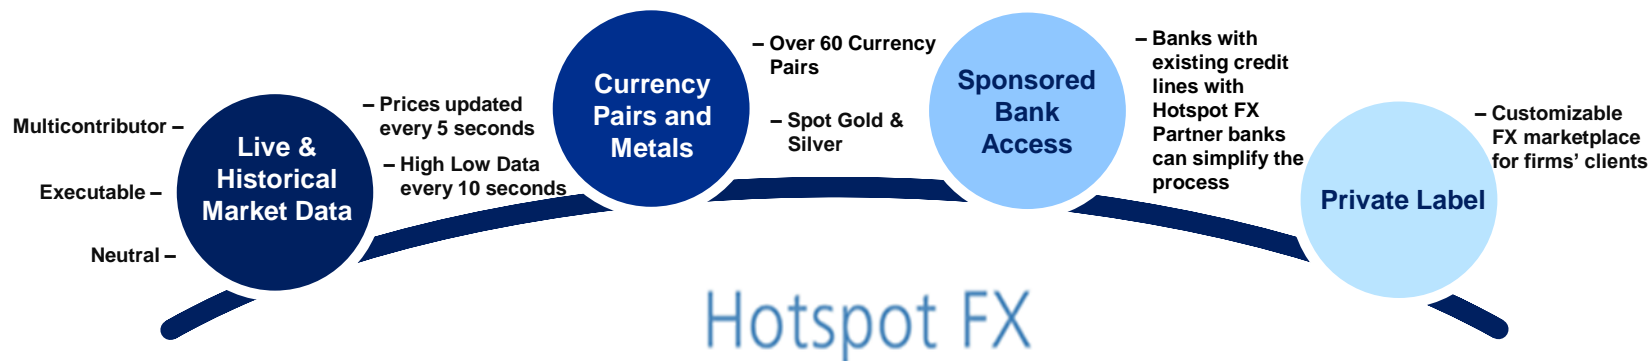 Multicontributor –
Executable –
Neutral –
Live &
Historical
Market Data
– Prices updated
every 5 seconds
– High Low Data
every 10 seconds
Currency
Pairs and
Metals
– Over 60 Currency
Pairs
– Spot Gold &
Silver
Sponsored
Bank
Access
– Banks with
existing credit
lines with
Hotspot FX
Partner banks
can simplify the
process
Private Label
– Customizable
FX marketplace
for firms’ clients
Hotspot FX